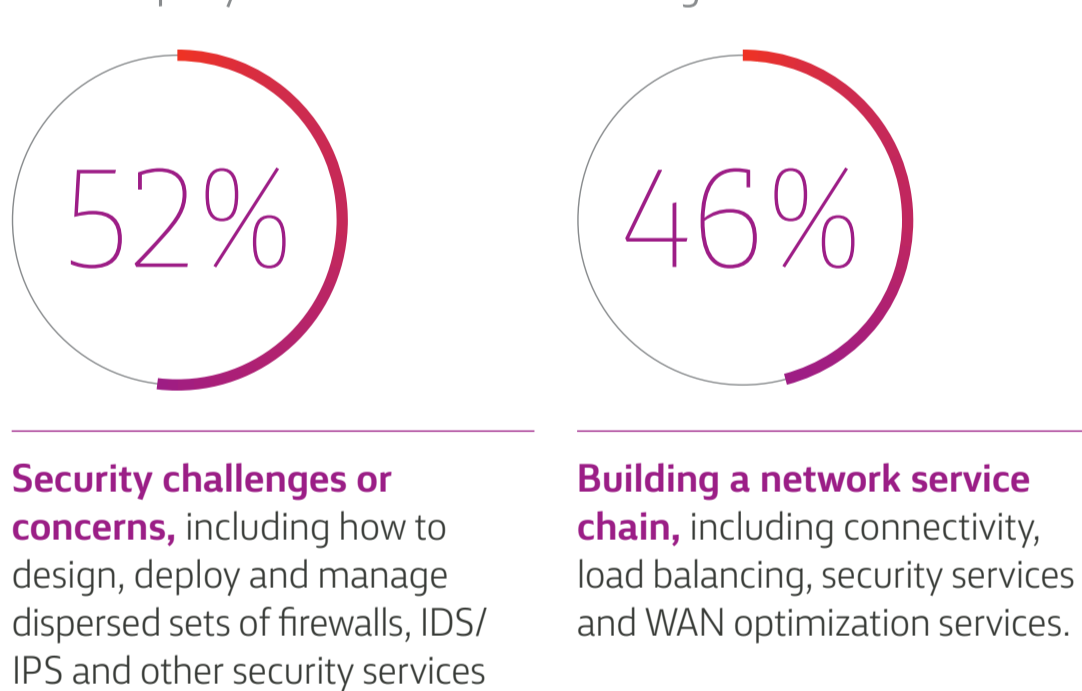 52%
Security challenges or
concerns, including how to
design, deploy and manage
dispersed sets of firewalls, IDS/
IPS and other security services
46%
Building a network service
chain, including connectivity,
load balancing, security services
and WAN optimization services.